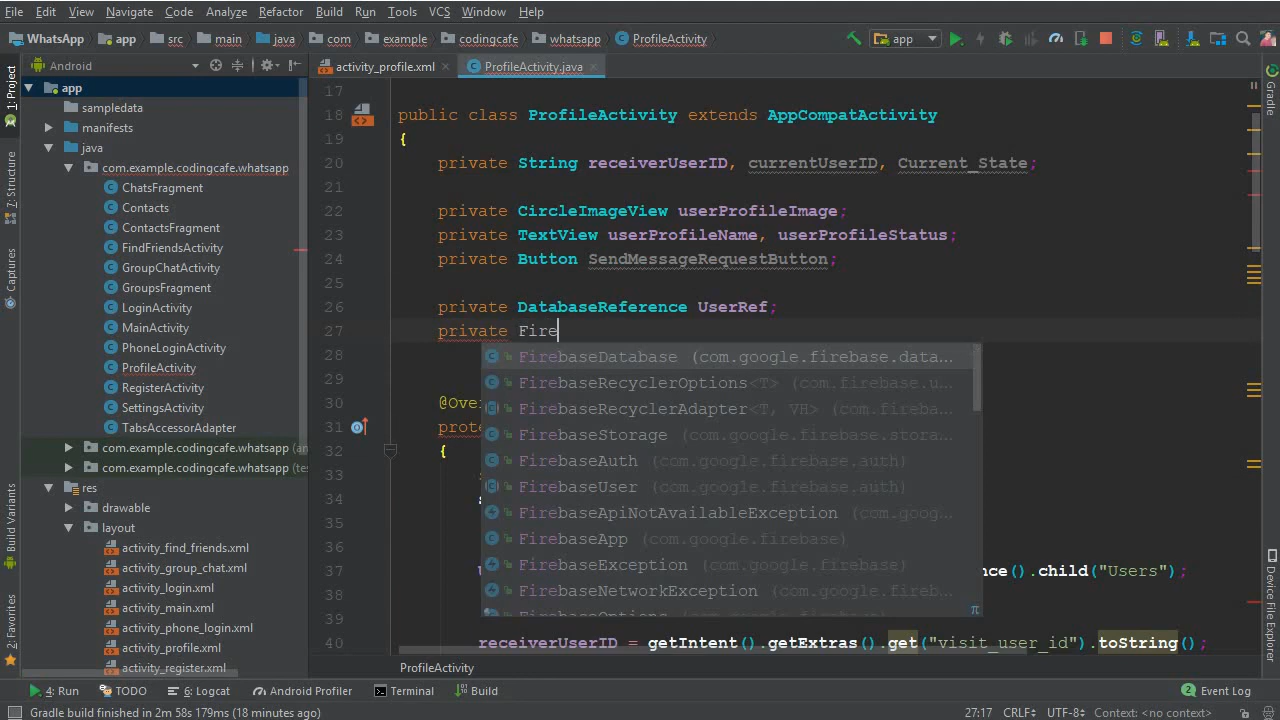 File Edit View Navigate Code Analyze Refactor Build Run Tools VCS Window Help
WhatsApp app src main java com example codingcafe whatsapp ProfileActivity app
1: Project
Z: Structure
Captures
Build Variants
2: Favorites
Android
app
sampledata
manifests
java
com.example.codingcafe.whatsapp
ChatsFragment
Contacts
ContactsFragment
FindFriendsActivity
GroupChatActivity
GroupsFragment
LoginActivity
MainActivity
PhoneLoginActivity
ProfileActivity
RegisterActivity
SettingsActivity
TabsAccessorAdapter
com.example.codingcafe.whatsapp (an
com.example.codingcafe.whatsapp (te
res
drawable
layout
activity_find_friends.xml
activity_group_chat.xml
activity_login.xml
activity_main.xml
activity_phone_login.xml
activity_profile.xml
activity_register.xml
activity_profile.xml ProfileActivity.java
17
18 public class ProfileActivity extends AppCompatActivity
19 {
20 private String receiverUserID, currentUserID, Current_State;
21
22 private CircleImageView userProfileImage;
23 private TextView userProfileName, userProfileStatus;
24 private Button SendMessageRequestButton;
25
26 private DatabaseReference UserRef;
27 private Fire
28
29
30 @Over
31 prote
32 {
33
34 s
35
36
37 nce().child("Users");
38
39
40 receiverUserID = getIntent().getExtras().get("visit_user_id").toString();
FirebaseDatabase (com.google.firebase.data...
FirebaseRecyclerOptions<T> (com.firebase.u...
FirebaseRecyclerAdapter<T, VH> (com.fireba...
FirebaseStorage (com.google.firebase.stora...
FirebaseAuth (com.google.firebase.auth)
FirebaseUser (com.google.firebase.auth)
FirebaseApiNotAvailableException (com.goog...
FirebaseApp (com.google.firebase)
FirebaseException (com.google.firebase)
FirebaseNetworkException (com.google.fireb...
FirebaseOptions (com.google.firebase)
π
ProfileActivity
Gradle
Device File Explorer
4: Run TODO 6: Logcat Android Profiler Terminal Build 2 Event Log
Gradle build finished in 2m 58s 179ms (18 minutes ago) 27:17 CRLF UTF-8 Context: <no context>